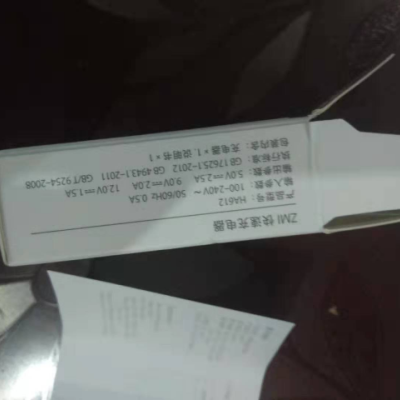 ZMI 快速充电器
产品型号：HA612
输入参数：100-240V～ 50/60Hz 0.5A
输出参数：5.0V⎓2.5A 9.0V⎓2.0A 12.0V⎓1.5A
执行标准：GB17625.1-2012 GB4943.1-2011 GB/T9254-2008
包装内含：充电器×1，说明书×1